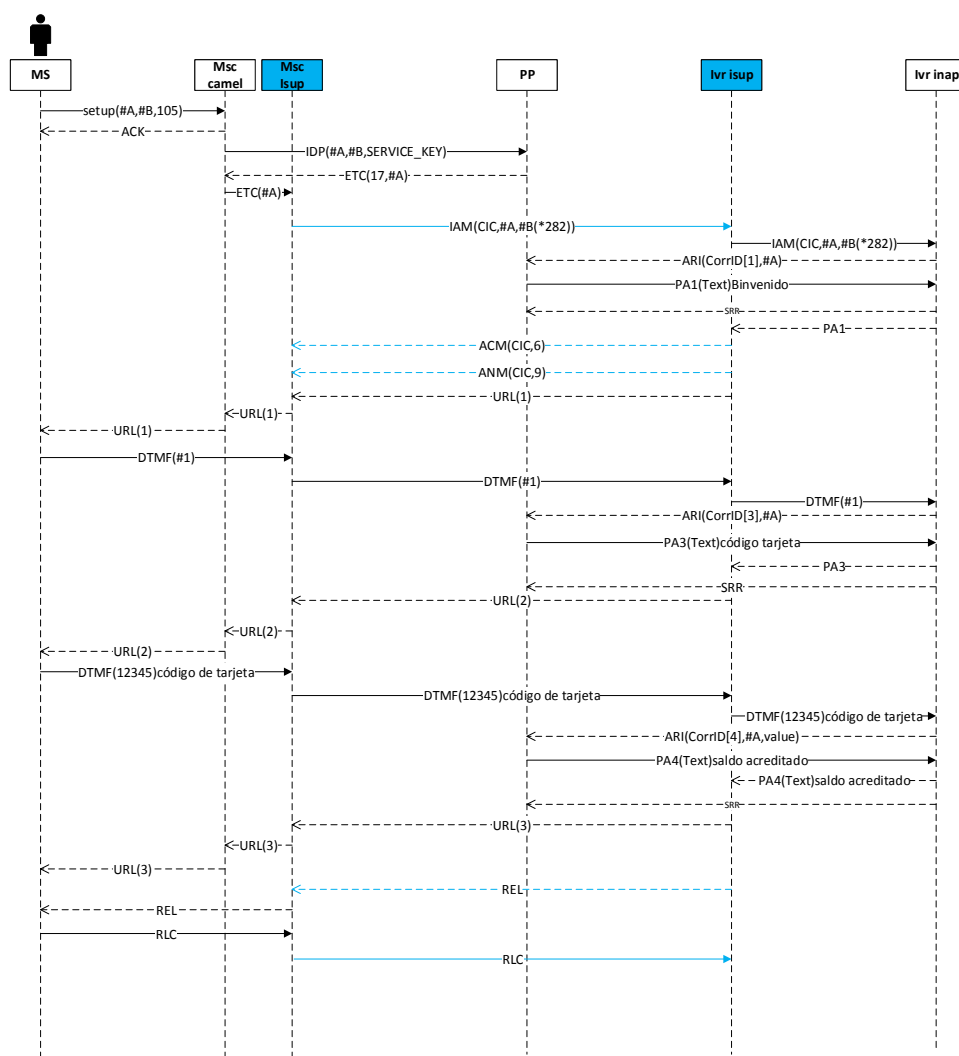 MS
Msc
camel
Msc
Isup
PP
Ivr isup
Ivr inap
setup(#A,#B,105)
ACK
IDP(#A,#B,SERVICE_KEY)
ETC(17,#A)
ETC(#A)
IAM(CIC,#A,#B(*282))
IAM(CIC,#A,#B(*282))
ARI(CorrID[1],#A)
PA1(Text)Binvenido
SRR
PA1
ACM(CIC,6)
ANM(CIC,9)
URL(1)
URL(1)
URL(1)
DTMF(#1)
DTMF(#1)
DTMF(#1)
ARI(CorrID[3],#A)
PA3(Text)código tarjeta
PA3
SRR
URL(2)
URL(2)
URL(2)
DTMF(12345)código de tarjeta
DTMF(12345)código de tarjeta
DTMF(12345)código de tarjeta
ARI(CorrID[4],#A,value)
PA4(Text)saldo acreditado
PA4(Text)saldo acreditado
SRR
URL(3)
URL(3)
URL(3)
REL
REL
RLC
RLC